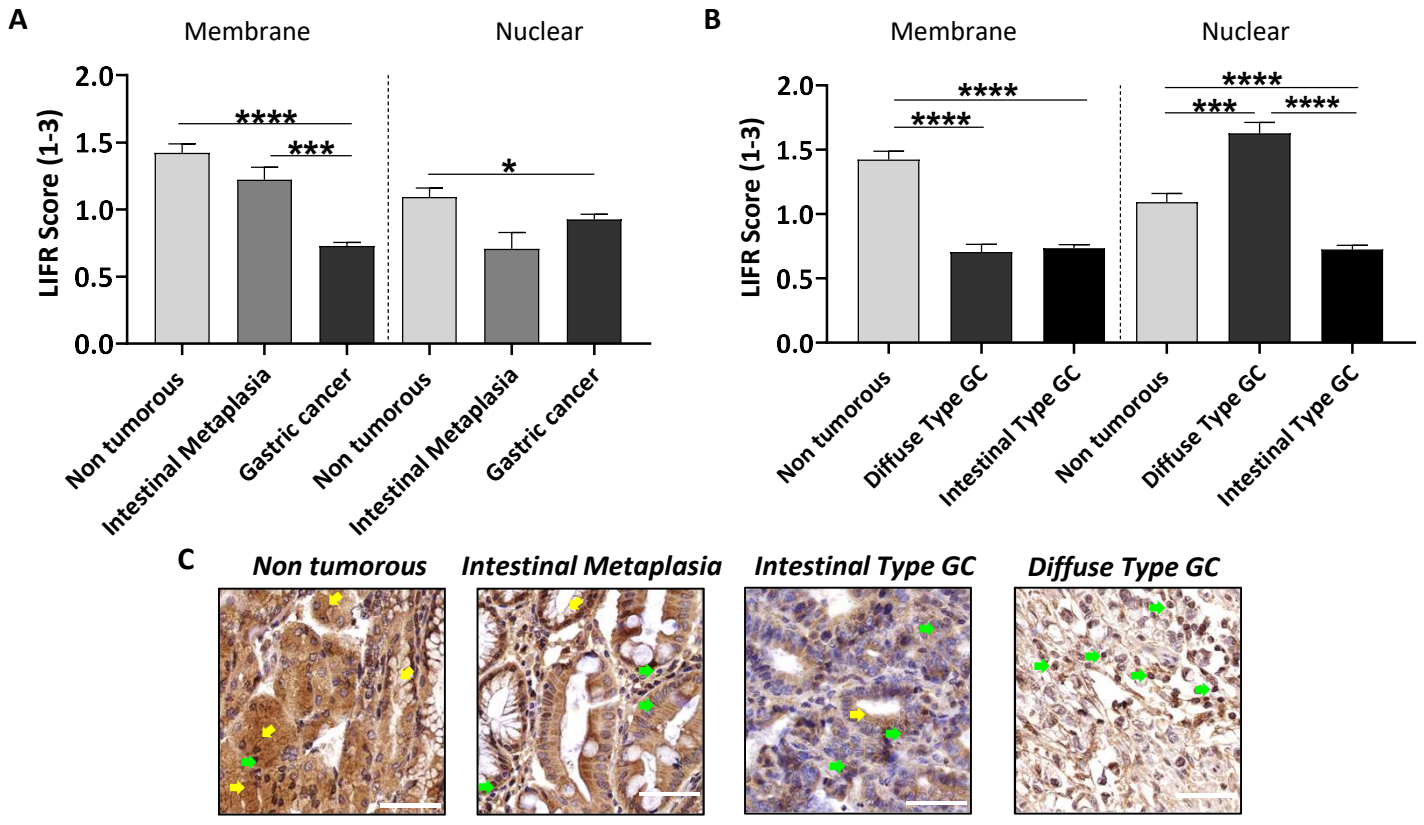 A
Membrane
Nuclear
LIFR Score (1-3)
2.0
1.5
1.0
0.5
0.0
****
***
*
Non tumorous
Intestinal Metaplasia
Gastric cancer
Non tumorous
Intestinal Metaplasia
Gastric cancer
B
Membrane
Nuclear
LIFR Score (1-3)
2.0
1.5
1.0
0.5
0.0
****
****
****
***
****
Non tumorous
Diffuse Type GC
Intestinal Type GC
Non tumorous
Diffuse Type GC
Intestinal Type GC
C
Non tumorous
Intestinal Metaplasia
Intestinal Type GC
Diffuse Type GC